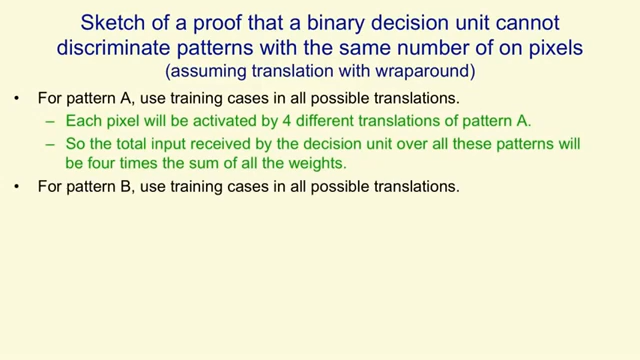 Sketch of a proof that a binary decision unit cannot
discriminate patterns with the same number of on pixels
(assuming translation with wraparound)
• For pattern A, use training cases in all possible translations.
– Each pixel will be activated by 4 different translations of pattern A.
– So the total input received by the decision unit over all these patterns will
be four times the sum of all the weights.
• For pattern B, use training cases in all possible translations.